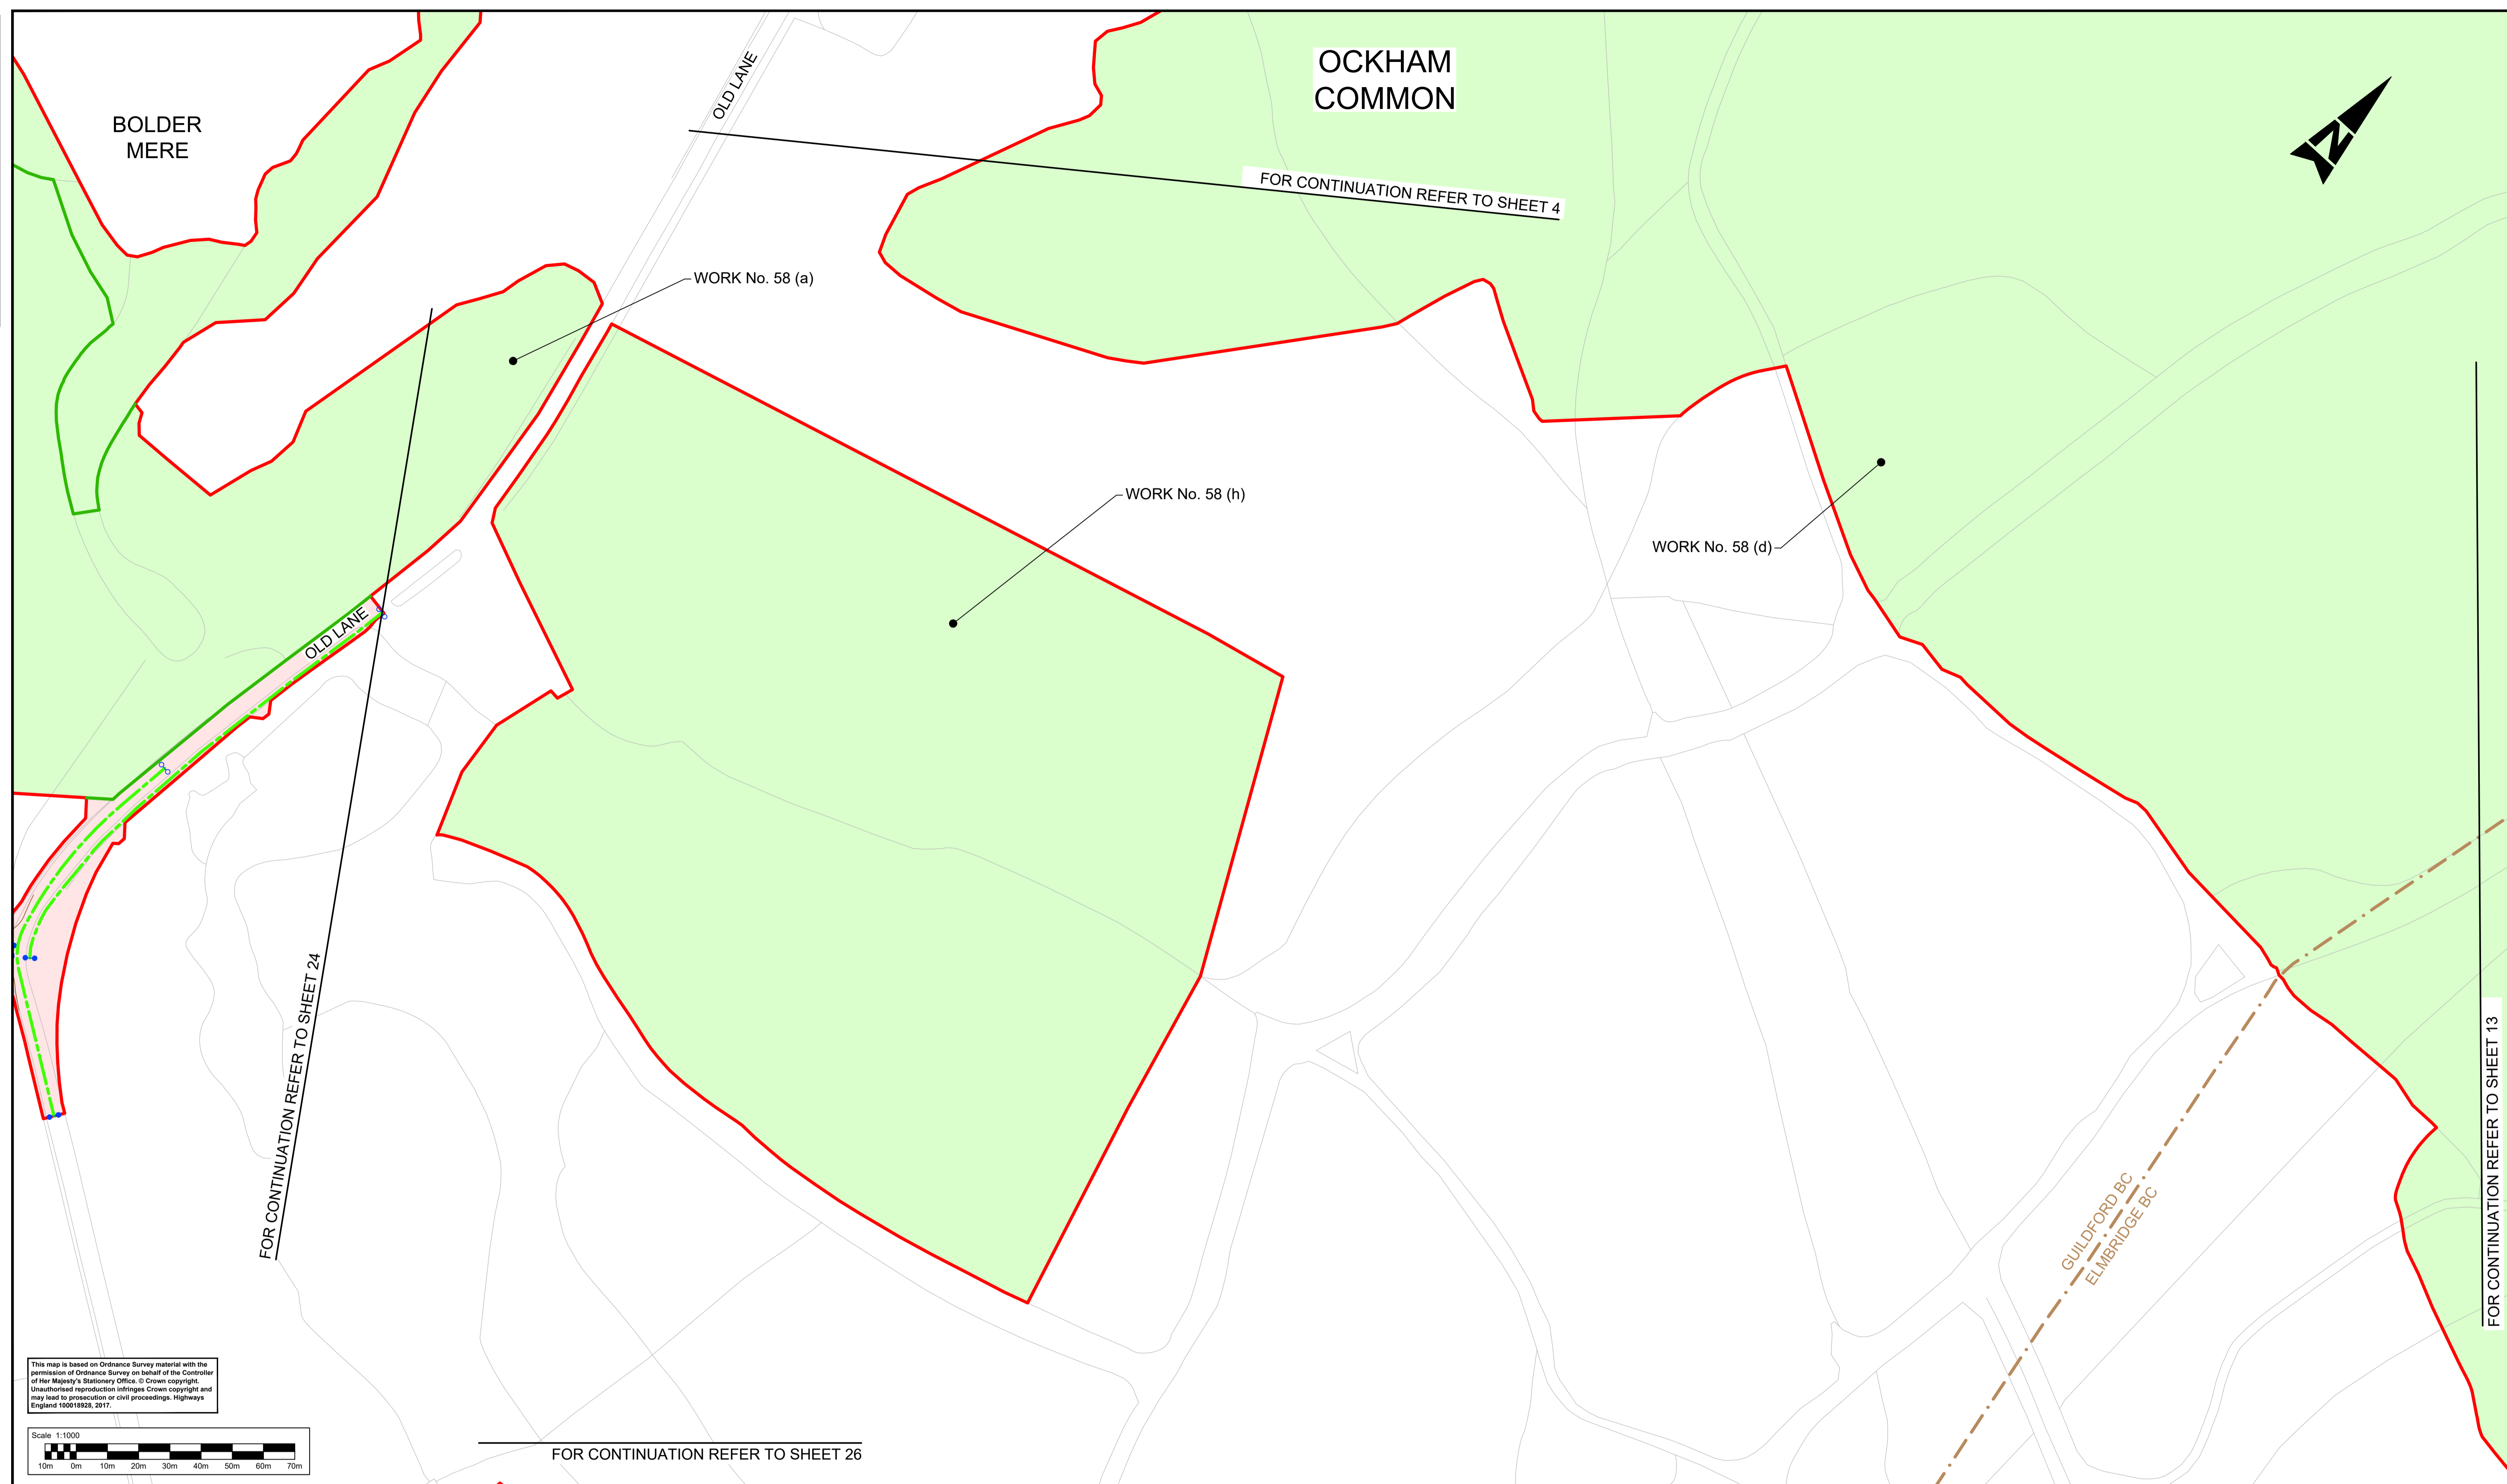 OLD LANE
OCKHAM
COMMON
BOLDER
MERE
N
FOR CONTINUATION REFER TO SHEET 4
WORK No. 58 (a)
WORK No. 58 (h)
WORK No. 58 (d)
OLD LANE
FOR CONTINUATION REFER TO SHEET 24
FOR CONTINUATION REFER TO SHEET 13
GUILDFORD BC
ELMBRIDGE BC
This map is based on Ordnance Survey material with the
permission of Ordnance Survey on behalf of the Controller
of Her Majesty's Stationery Office. © Crown copyright.
Unauthorised reproduction infringes Crown copyright and
may lead to prosecution or civil proceedings. Highways
England 100018928, 2017.
Scale 1:1000
10m 0m 10m 20m 30m 40m 50m 60m 70m
FOR CONTINUATION REFER TO SHEET 26